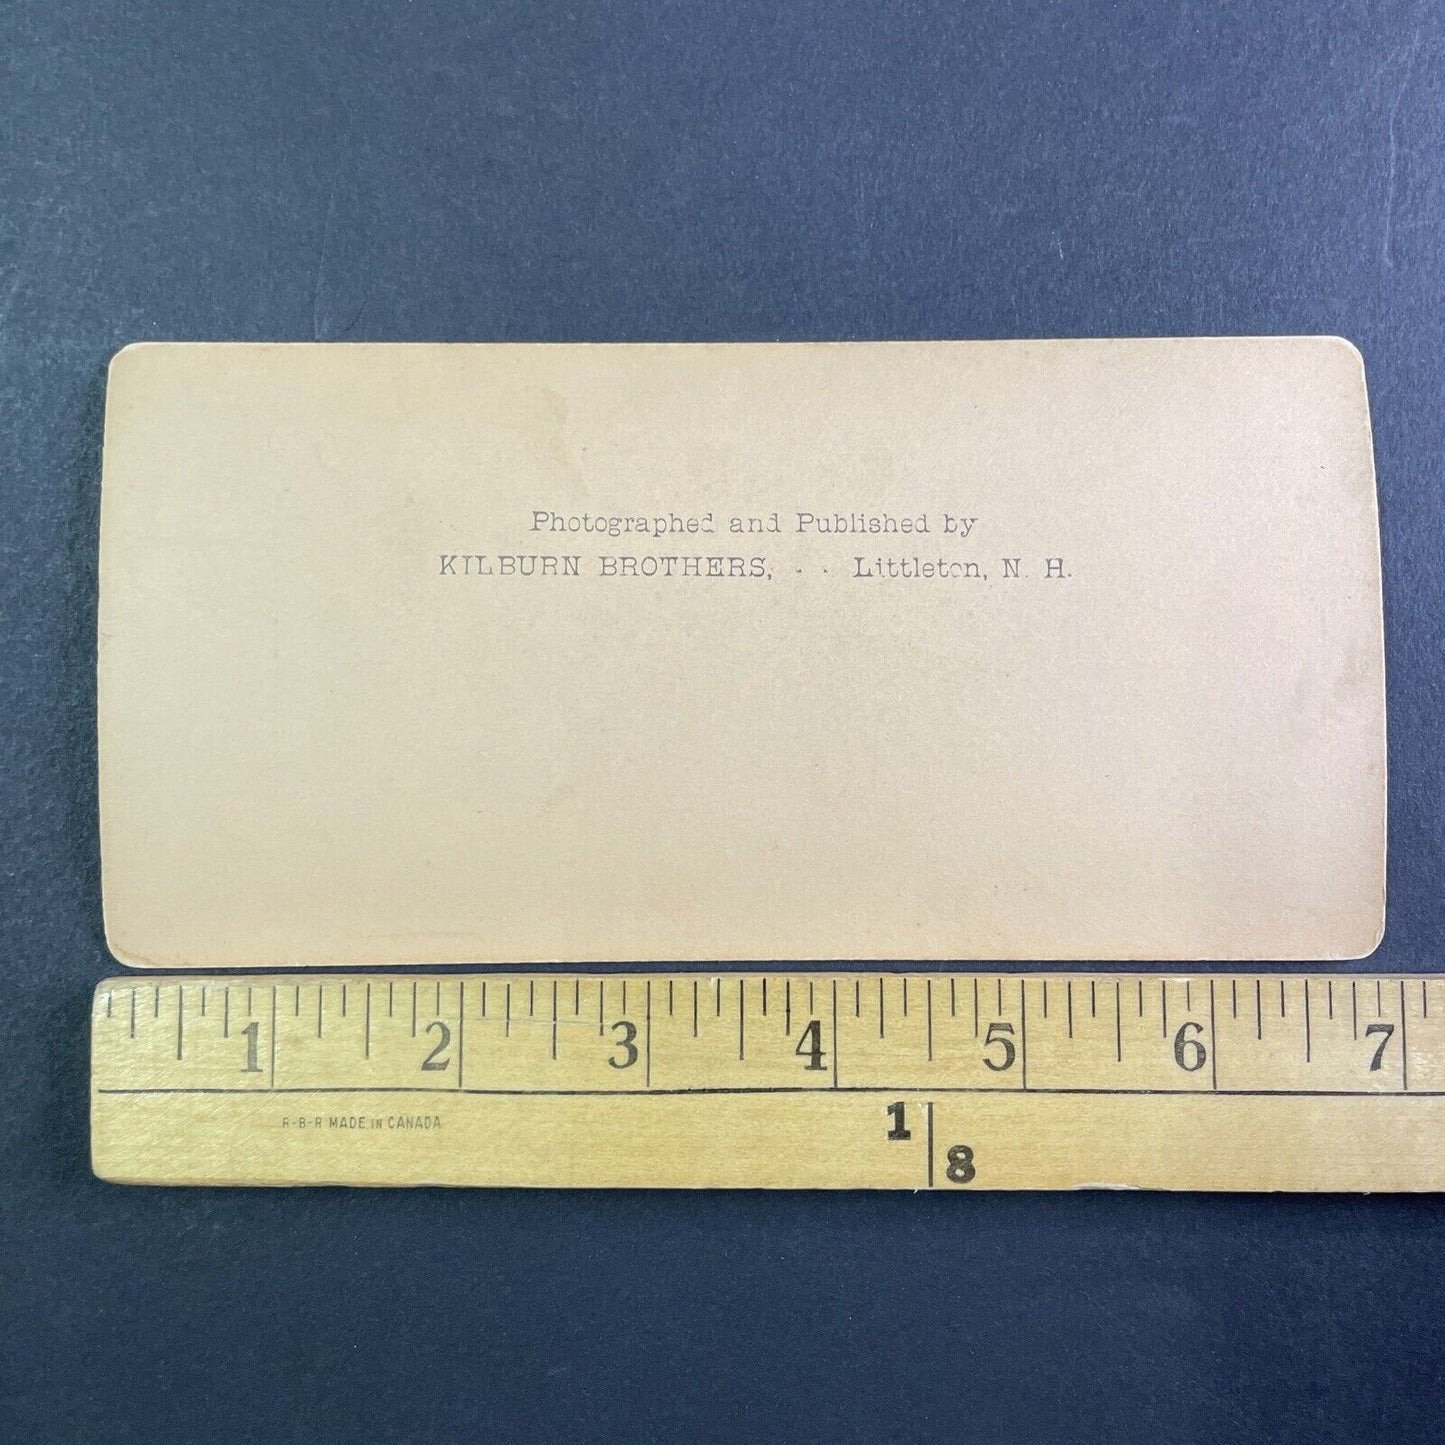 Photographed and Published by
KILBURN BROTHERS, - - Littleton, N. H.
1 2 3 4 5 6 7
R-B-R MADE IN CANADA
1
8